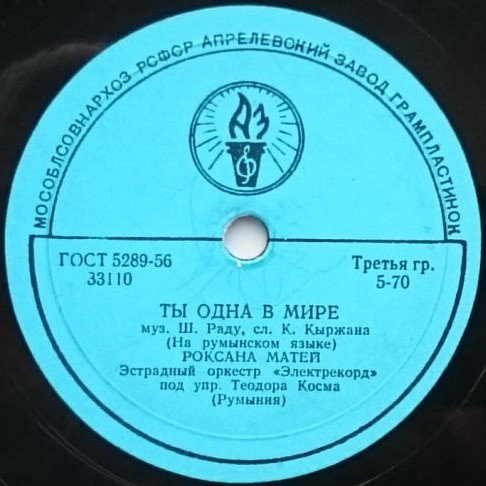 МОСОБЛСОВНАРХОЗ РСФСР АПРЕЛЕВСКИЙ ЗАВОД ГРАМПЛАСТИНОК
АЗ
ГОСТ 5289-56
33110
Третья гр.
5-70
ТЫ ОДНА В МИРЕ
муз. Ш. Раду, сл. К. Кыржана
(На румынском языке)
РОКСАНА МАТЕЙ
Эстрадный оркестр «Электрекорд»
под упр. Теодора Косма
(Румыния)